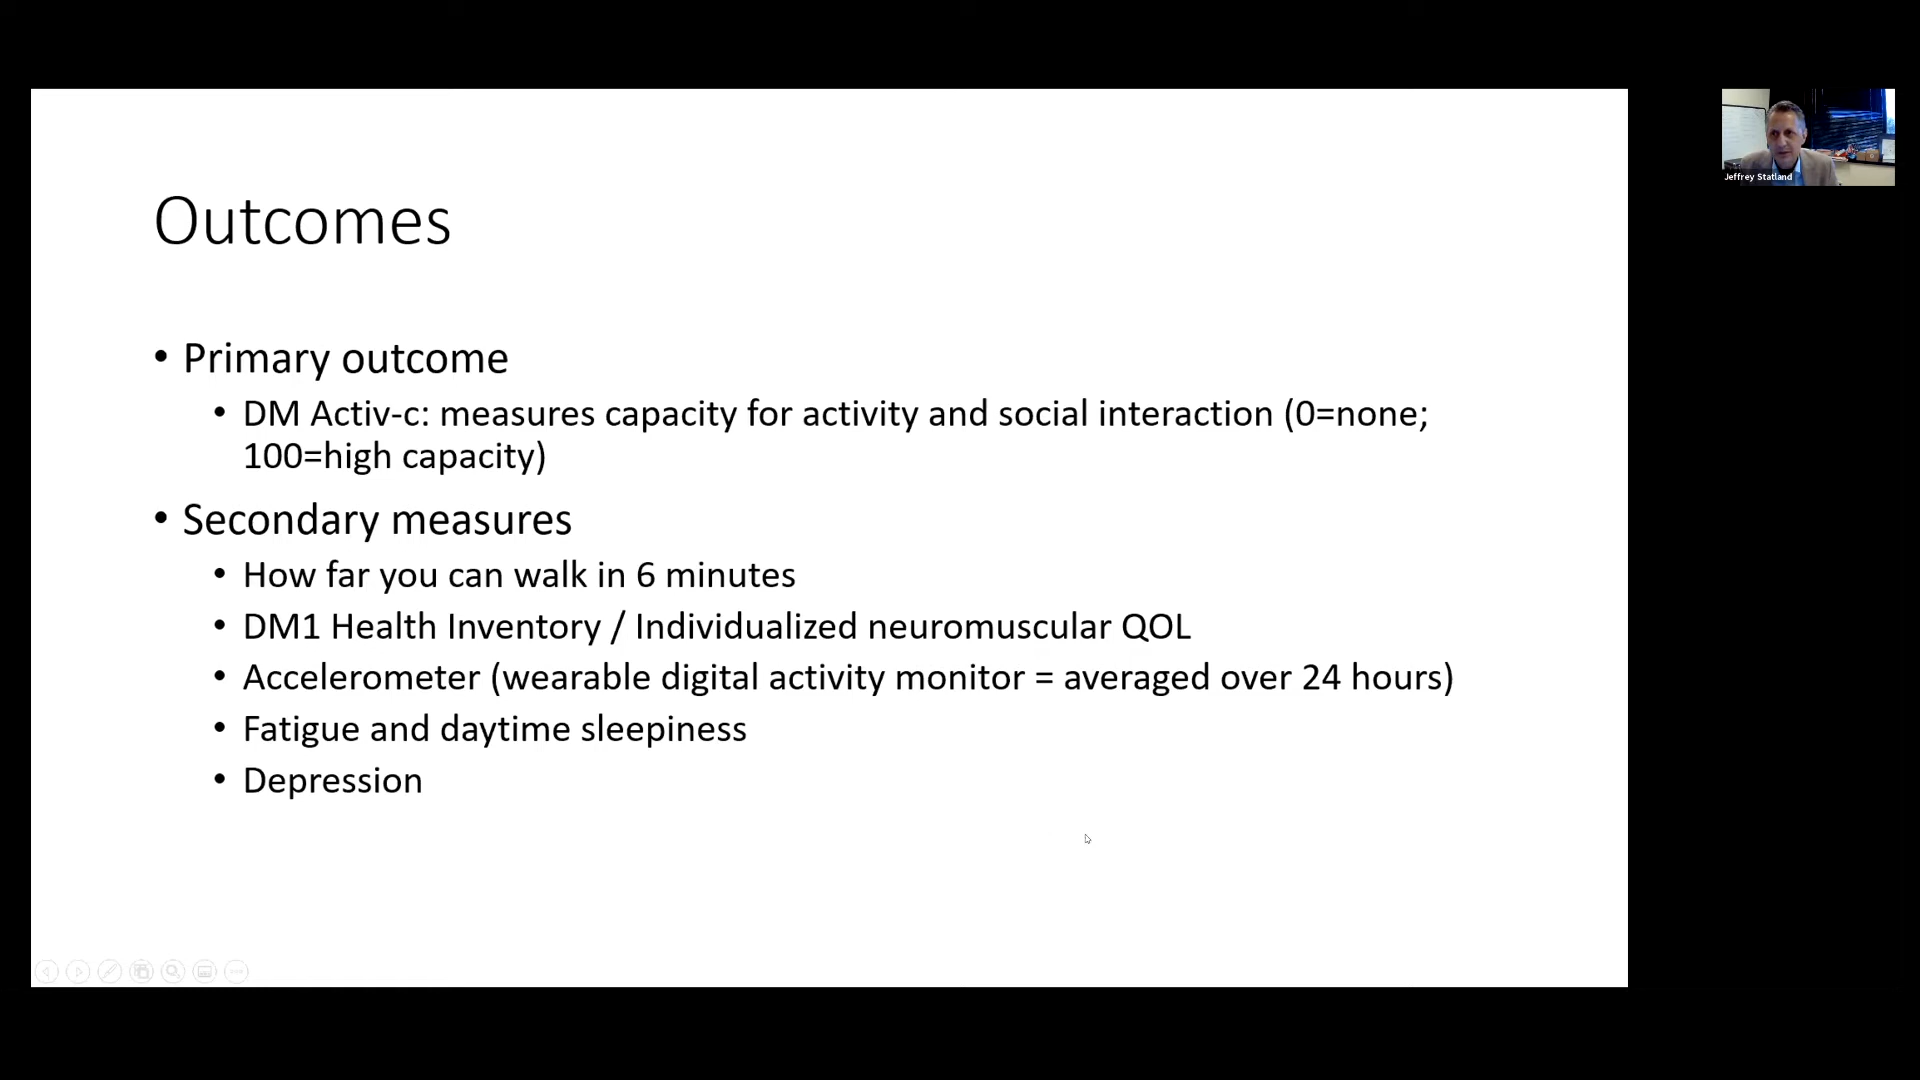 Jeffrey Statland
Outcomes
• Primary outcome
• DM Activ-c: measures capacity for activity and social interaction (0=none;
100=high capacity)
• Secondary measures
• How far you can walk in 6 minutes
• DM1 Health Inventory / Individualized neuromuscular QOL
• Accelerometer (wearable digital activity monitor = averaged over 24 hours)
• Fatigue and daytime sleepiness
• Depression